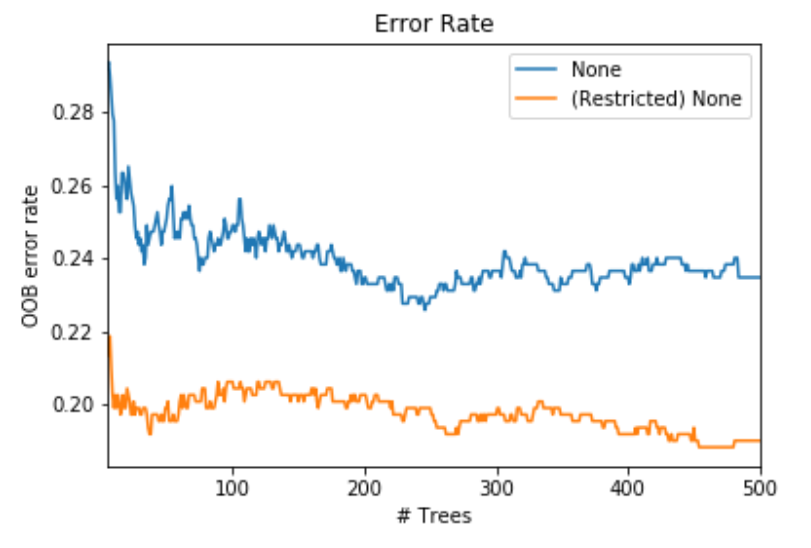 Error Rate
None
(Restricted) None
OOB error rate
0.28
0.26
0.24
0.22
0.20
100 200 300 400 500
# Trees